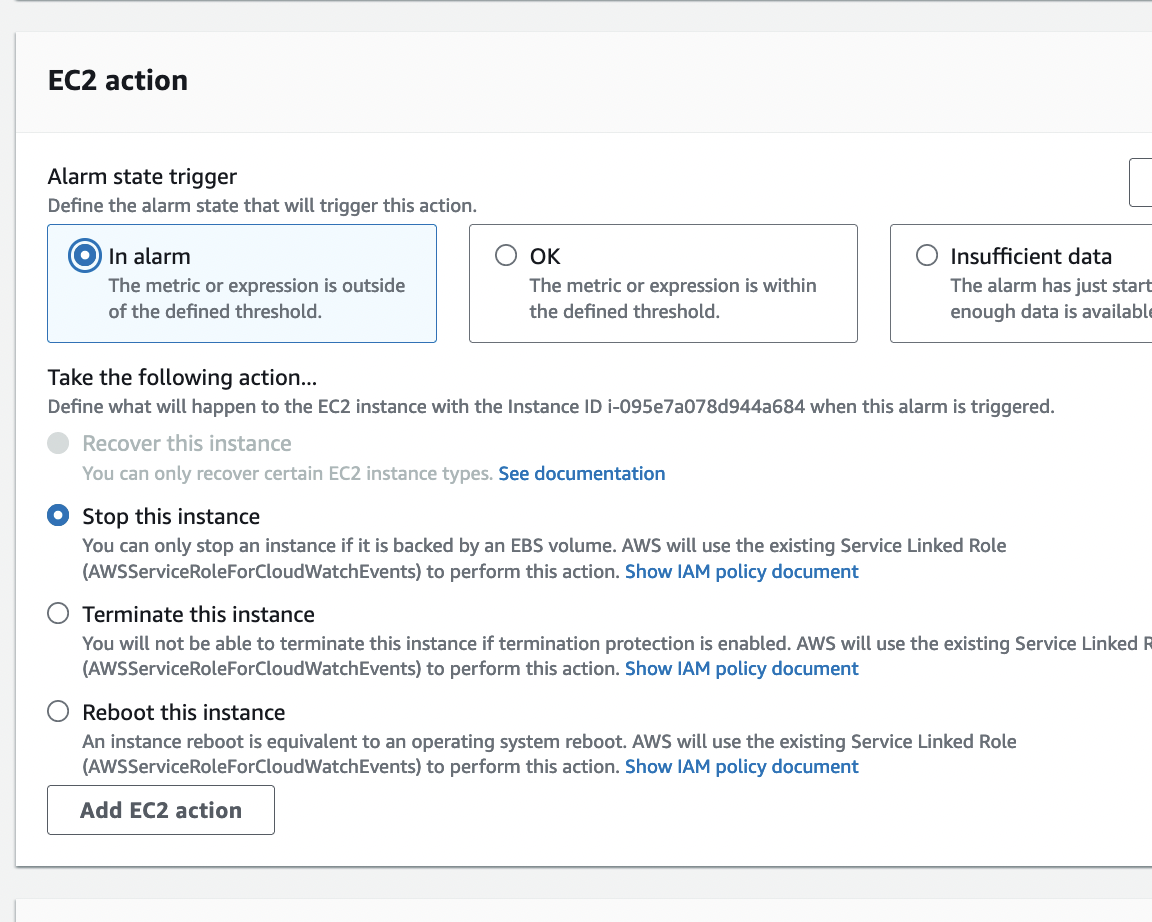 EC2 action
Alarm state trigger
Define the alarm state that will trigger this action.
In alarm
The metric or expression is outside
of the defined threshold.
OK
The metric or expression is within
the defined threshold.
Insufficient data
The alarm has just start
enough data is available
Take the following action...
Define what will happen to the EC2 instance with the Instance ID i-095e7a078d944a684 when this alarm is triggered.
Recover this instance
You can only recover certain EC2 instance types. See documentation
Stop this instance
You can only stop an instance if it is backed by an EBS volume. AWS will use the existing Service Linked Role
(AWSServiceRoleForCloudWatchEvents) to perform this action. Show IAM policy document
Terminate this instance
You will not be able to terminate this instance if termination protection is enabled. AWS will use the existing Service Linked R
(AWSServiceRoleForCloudWatchEvents) to perform this action. Show IAM policy document
Reboot this instance
An instance reboot is equivalent to an operating system reboot. AWS will use the existing Service Linked Role
(AWSServiceRoleForCloudWatchEvents) to perform this action. Show IAM policy document
Add EC2 action